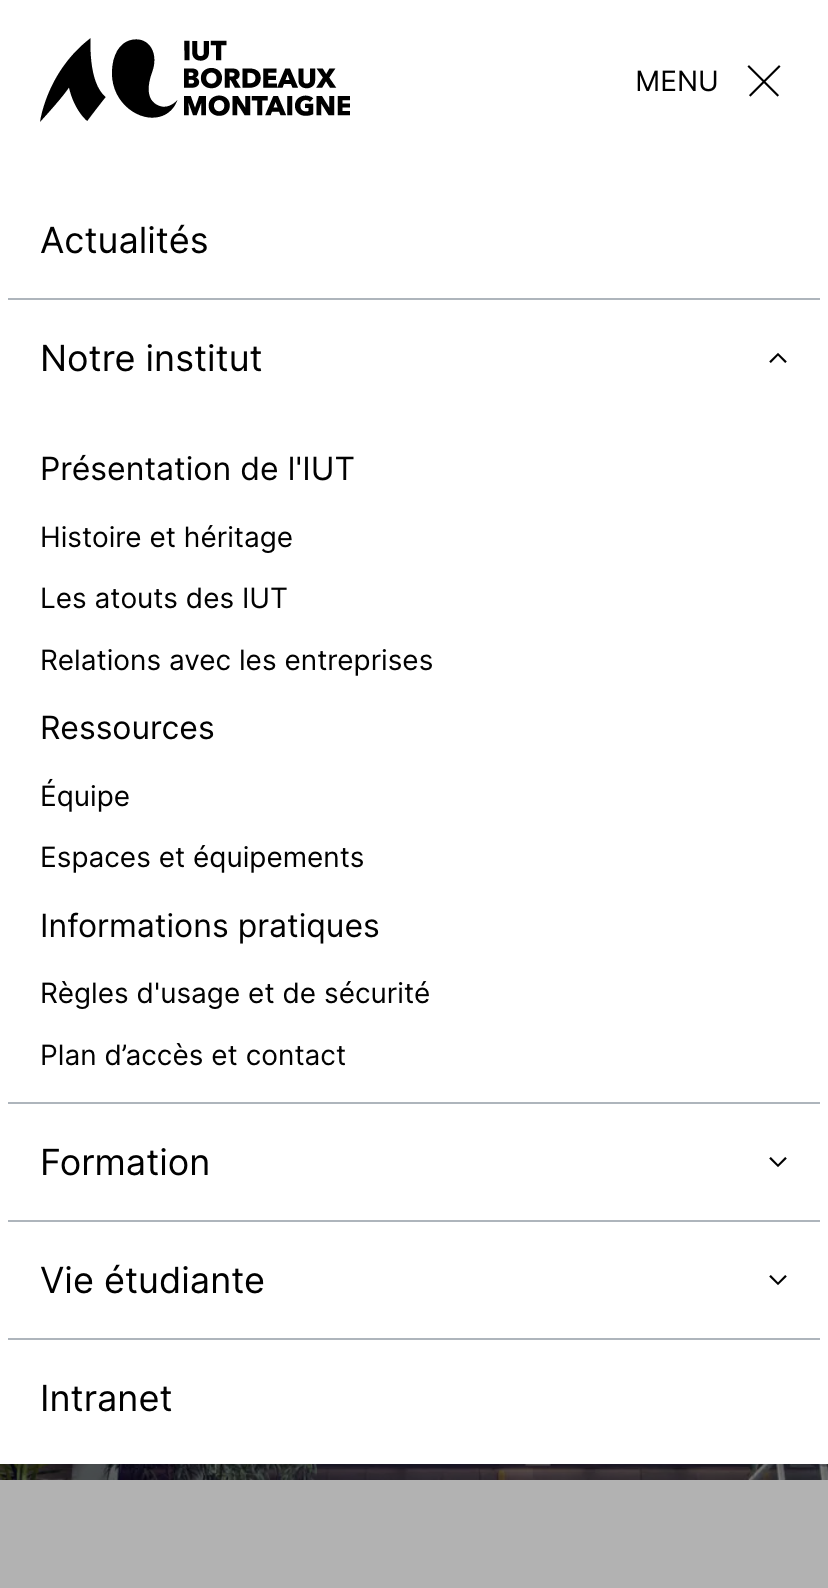 IUT
BORDEAUX
MONTAIGNE
MENU
Actualités
Notre institut
Présentation de l'IUT
Histoire et héritage
Les atouts des IUT
Relations avec les entreprises
Ressources
Équipe
Espaces et équipements
Informations pratiques
Règles d'usage et de sécurité
Plan d’accès et contact
Formation
Vie étudiante
Intranet